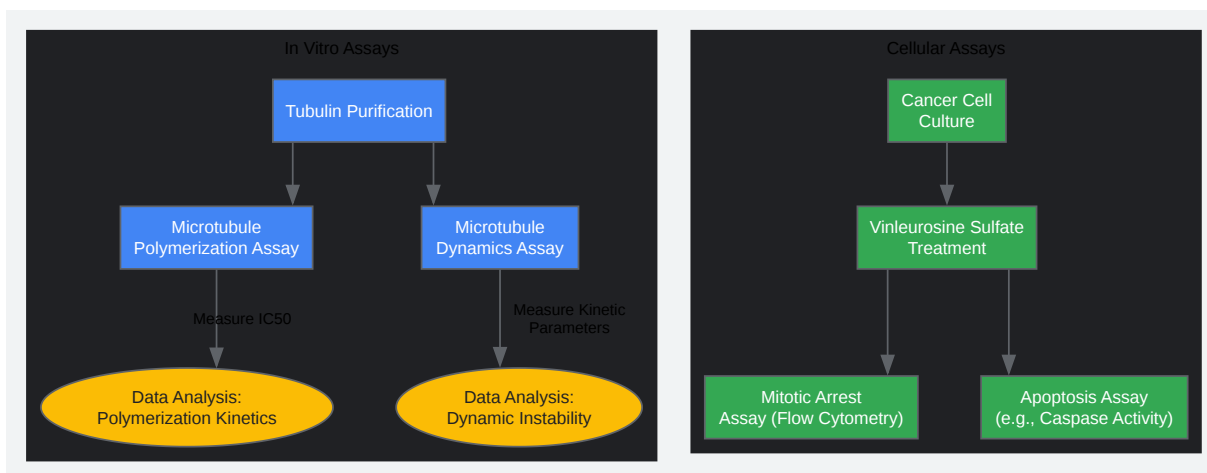 In Vitro Assays
Tubulin Purification
Microtubule
Polymerization Assay
Microtubule
Dynamics Assay
Measure IC50
Measure Kinetic
Parameters
Data Analysis:
Polymerization Kinetics
Data Analysis:
Dynamic Instability
Cellular Assays
Cancer Cell
Culture
Vinleurosine Sulfate
Treatment
Mitotic Arrest
Assay (Flow Cytometry)
Apoptosis Assay
(e.g., Caspase Activity)